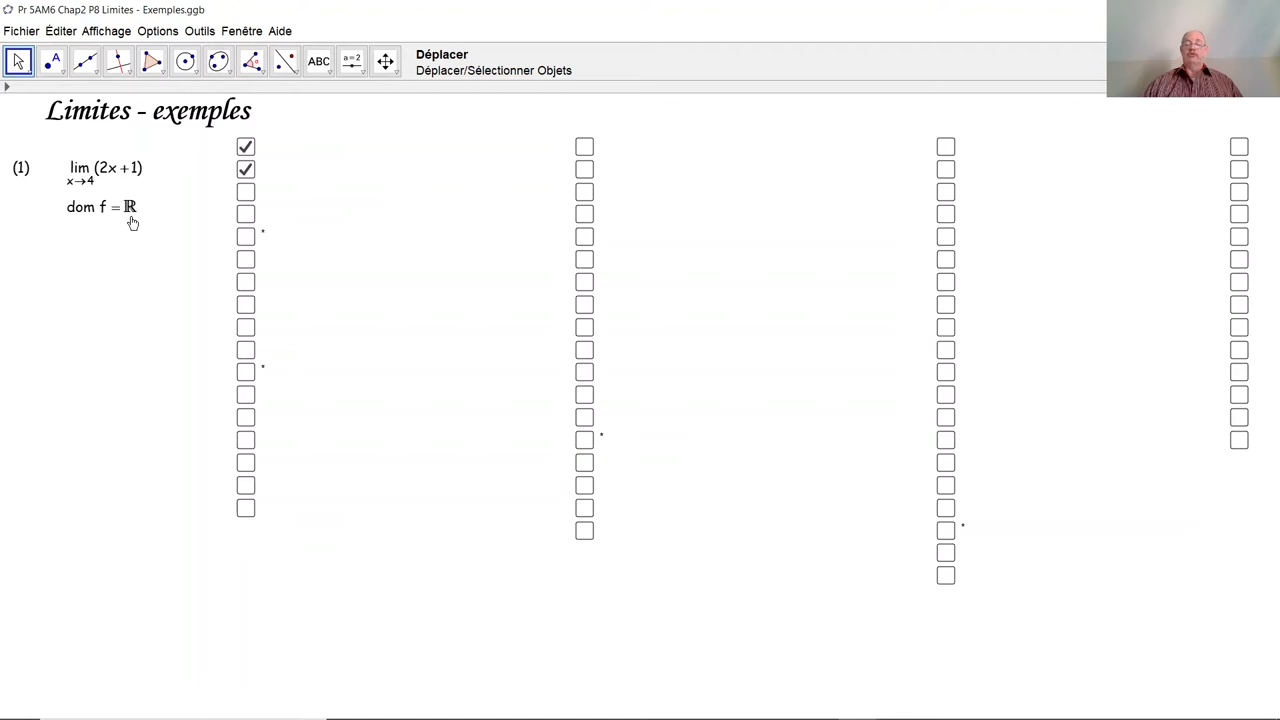 Pr 5AM6 Chap2 P8 Limites - Exemples.ggb
Fichier Éditer Affichage Options Outils Fenêtre Aide
A
ABC
a=2
Déplacer
Déplacer/Sélectionner Objets
Limites - exemples
(1) lim (2x+1)
x→4
dom f = ℝ
*
*
*
*